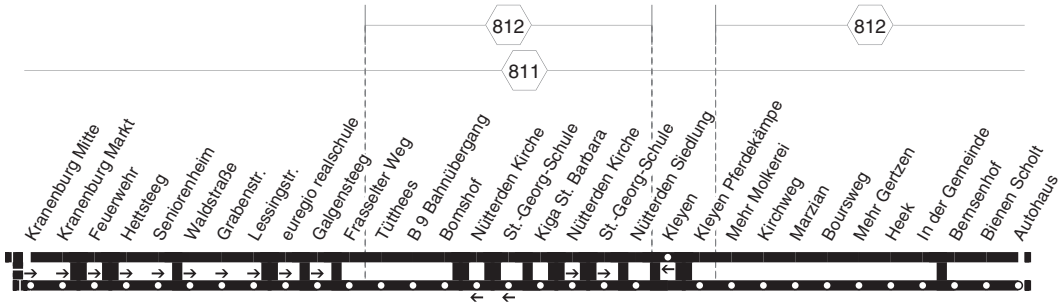 812
812
811
Kranenburg Mitte
Kranenburg Markt
Feuerwehr
Hettsteeg
Seniorenheim
Waldstraße
Grabenstr.
Lessingstr.
euregio realschule
Galgensteeg
Frasselter Weg
Tütthees
B 9 Bahnübergang
Bomshof
Nütterden Kirche
St.-Georg-Schule
Kiga St. Barbara
Nütterden Kirche
St.-Georg-Schule
Nütterden Siedlung
Kleyen
Kleyen Pferdekämpe
Mehr Molkerei
Kirchweg
Marzian
Boursweg
Mehr Gertzen
Heek
In der Gemeinde
Bernsenhof
Bienen Scholt
Autohaus